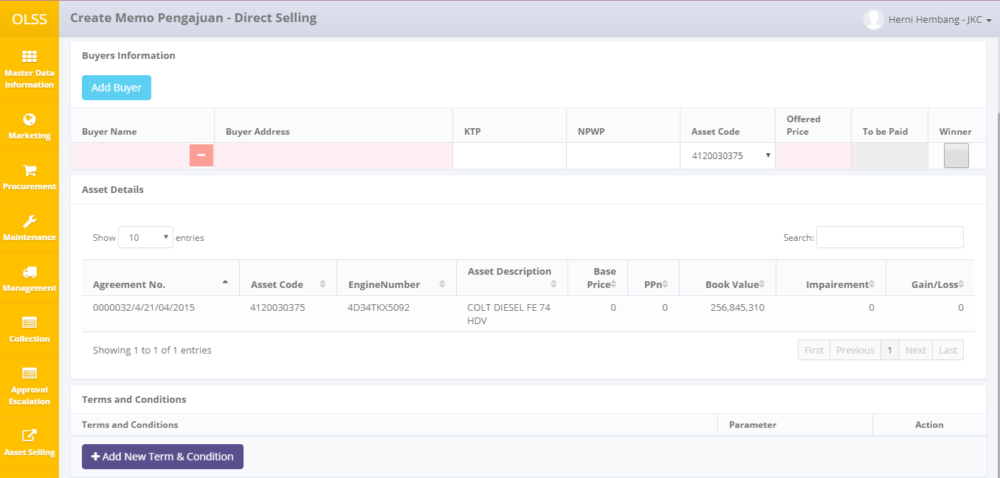 OLSS
Create Memo Pengajuan - Direct Selling
Herni Hembang - JKC
Master Data
Information
Marketing
Procurement
Maintenance
Management
Collection
Approval
Escalation
Asset Selling
Buyers Information
Add Buyer
Buyer Name Buyer Address KTP NPWP Asset Code Offered Price To be Paid Winner
4120030375
Asset Details
Show 10 entries Search:
Agreement No. Asset Code EngineNumber Asset Description Base Price PPn Book Value Impairement Gain/Loss
0000032/4/21/04/2015 4120030375 4D34TKX5092 COLT DIESEL FE 74 0 0 256,845,310 0 0
HDV
Showing 1 to 1 of 1 entries First Previous 1 Next Last
Terms and Conditions
Terms and Conditions Parameter Action
Add New Term & Condition